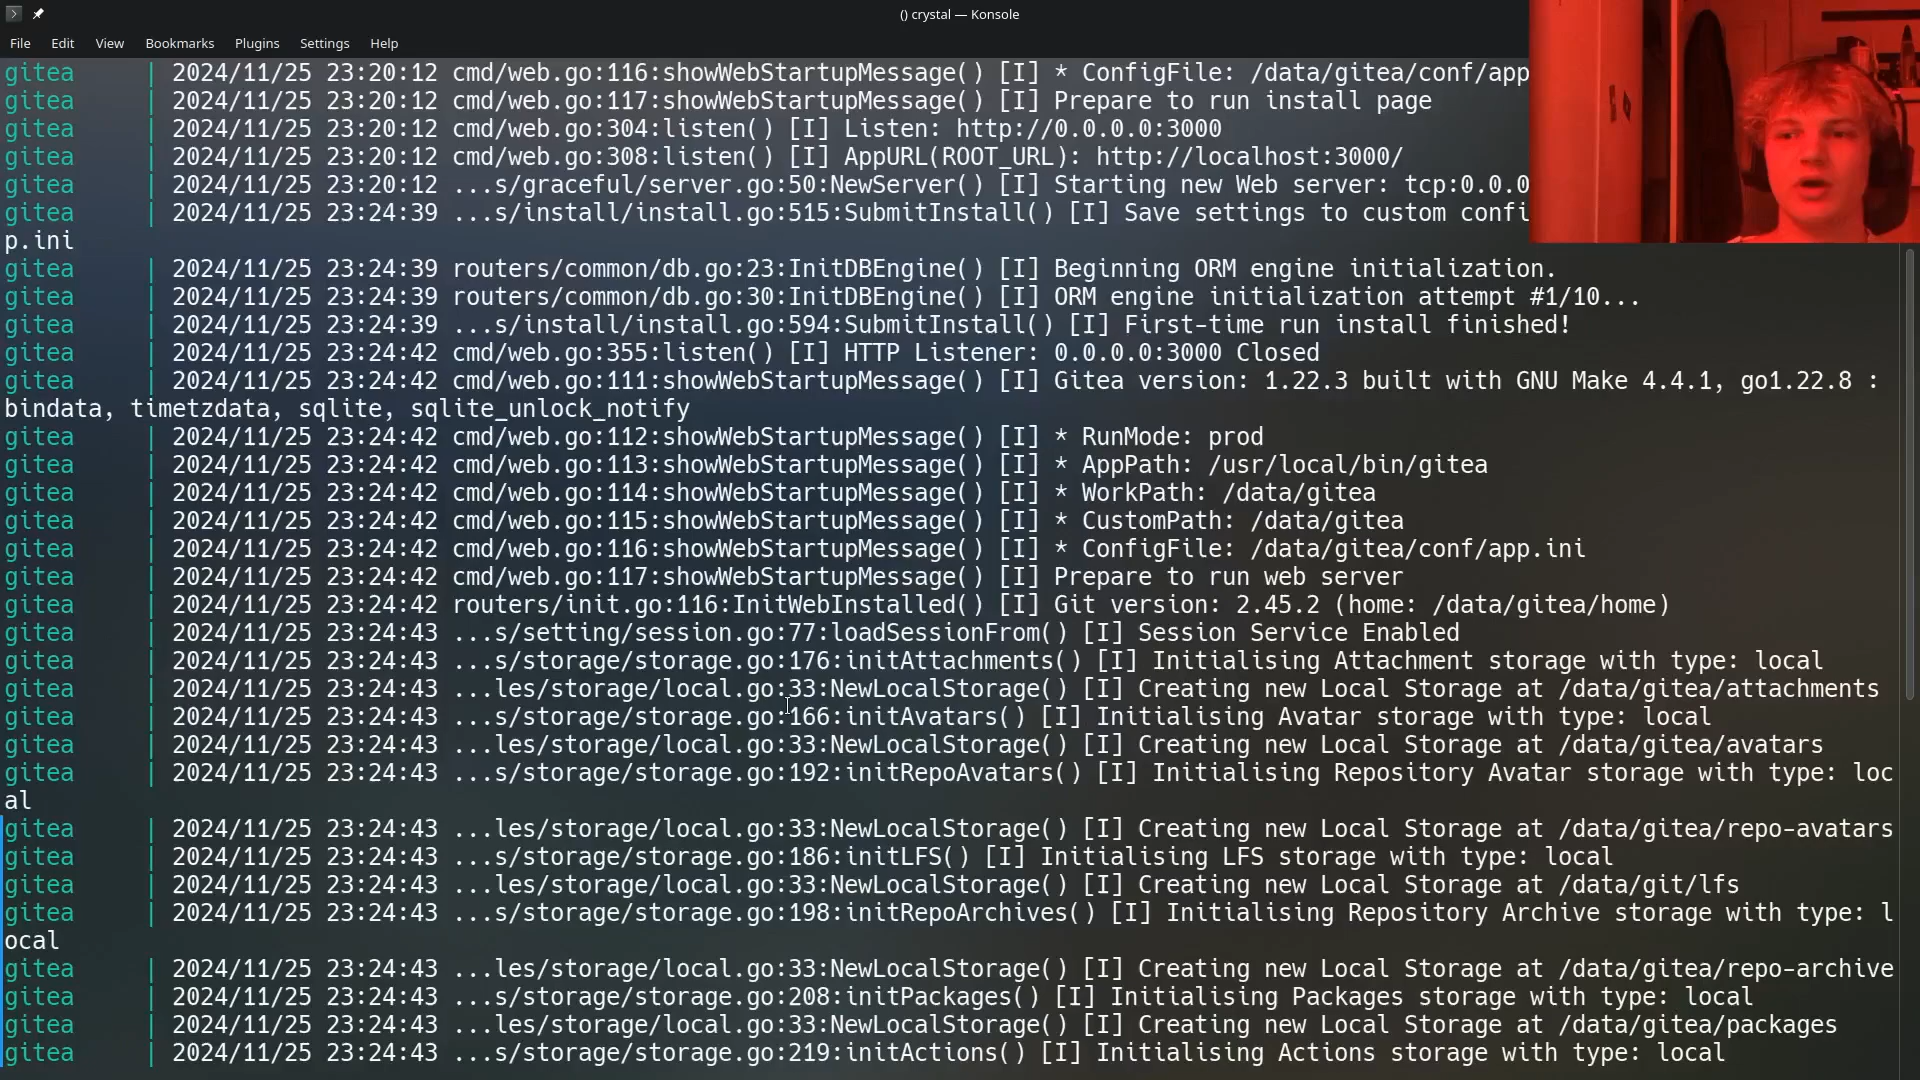 () crystal — Konsole
File Edit View Bookmarks Plugins Settings Help
gitea | 2024/11/25 23:20:12 cmd/web.go:116:showWebStartupMessage() [I] * ConfigFile: /data/gitea/conf/app
gitea | 2024/11/25 23:20:12 cmd/web.go:117:showWebStartupMessage() [I] Prepare to run install page
gitea | 2024/11/25 23:20:12 cmd/web.go:304:listen() [I] Listen: http://0.0.0.0:3000
gitea | 2024/11/25 23:20:12 cmd/web.go:308:listen() [I] AppURL(ROOT_URL): http://localhost:3000/
gitea | 2024/11/25 23:20:12 ...s/graceful/server.go:50:NewServer() [I] Starting new Web server: tcp:0.0.0
gitea | 2024/11/25 23:24:39 ...s/install/install.go:515:SubmitInstall() [I] Save settings to custom confi
p.ini
gitea | 2024/11/25 23:24:39 routers/common/db.go:23:InitDBEngine() [I] Beginning ORM engine initialization.
gitea | 2024/11/25 23:24:39 routers/common/db.go:30:InitDBEngine() [I] ORM engine initialization attempt #1/10...
gitea | 2024/11/25 23:24:39 ...s/install/install.go:594:SubmitInstall() [I] First-time run install finished!
gitea | 2024/11/25 23:24:42 cmd/web.go:355:listen() [I] HTTP Listener: 0.0.0.0:3000 Closed
gitea | 2024/11/25 23:24:42 cmd/web.go:111:showWebStartupMessage() [I] Gitea version: 1.22.3 built with GNU Make 4.4.1, go1.22.8 :
bindata, timetzdata, sqlite, sqlite_unlock_notify
gitea | 2024/11/25 23:24:42 cmd/web.go:112:showWebStartupMessage() [I] * RunMode: prod
gitea | 2024/11/25 23:24:42 cmd/web.go:113:showWebStartupMessage() [I] * AppPath: /usr/local/bin/gitea
gitea | 2024/11/25 23:24:42 cmd/web.go:114:showWebStartupMessage() [I] * WorkPath: /data/gitea
gitea | 2024/11/25 23:24:42 cmd/web.go:115:showWebStartupMessage() [I] * CustomPath: /data/gitea
gitea | 2024/11/25 23:24:42 cmd/web.go:116:showWebStartupMessage() [I] * ConfigFile: /data/gitea/conf/app.ini
gitea | 2024/11/25 23:24:42 cmd/web.go:117:showWebStartupMessage() [I] Prepare to run web server
gitea | 2024/11/25 23:24:42 routers/init.go:116:InitWebInstalled() [I] Git version: 2.45.2 (home: /data/gitea/home)
gitea | 2024/11/25 23:24:43 ...s/setting/session.go:77:loadSessionFrom() [I] Session Service Enabled
gitea | 2024/11/25 23:24:43 ...s/storage/storage.go:176:initAttachments() [I] Initialising Attachment storage with type: local
gitea | 2024/11/25 23:24:43 ...les/storage/local.go:33:NewLocalStorage() [I] Creating new Local Storage at /data/gitea/attachments
gitea | 2024/11/25 23:24:43 ...s/storage/storage.go:166:initAvatars() [I] Initialising Avatar storage with type: local
gitea | 2024/11/25 23:24:43 ...les/storage/local.go:33:NewLocalStorage() [I] Creating new Local Storage at /data/gitea/avatars
gitea | 2024/11/25 23:24:43 ...s/storage/storage.go:192:initRepoAvatars() [I] Initialising Repository Avatar storage with type: loc
al
gitea | 2024/11/25 23:24:43 ...les/storage/local.go:33:NewLocalStorage() [I] Creating new Local Storage at /data/gitea/repo-avatars
gitea | 2024/11/25 23:24:43 ...s/storage/storage.go:186:initLFS() [I] Initialising LFS storage with type: local
gitea | 2024/11/25 23:24:43 ...les/storage/local.go:33:NewLocalStorage() [I] Creating new Local Storage at /data/git/lfs
gitea | 2024/11/25 23:24:43 ...s/storage/storage.go:198:initRepoArchives() [I] Initialising Repository Archive storage with type: l
ocal
gitea | 2024/11/25 23:24:43 ...les/storage/local.go:33:NewLocalStorage() [I] Creating new Local Storage at /data/gitea/repo-archive
gitea | 2024/11/25 23:24:43 ...s/storage/storage.go:208:initPackages() [I] Initialising Packages storage with type: local
gitea | 2024/11/25 23:24:43 ...les/storage/local.go:33:NewLocalStorage() [I] Creating new Local Storage at /data/gitea/packages
gitea | 2024/11/25 23:24:43 ...s/storage/storage.go:219:initActions() [I] Initialising Actions storage with type: local